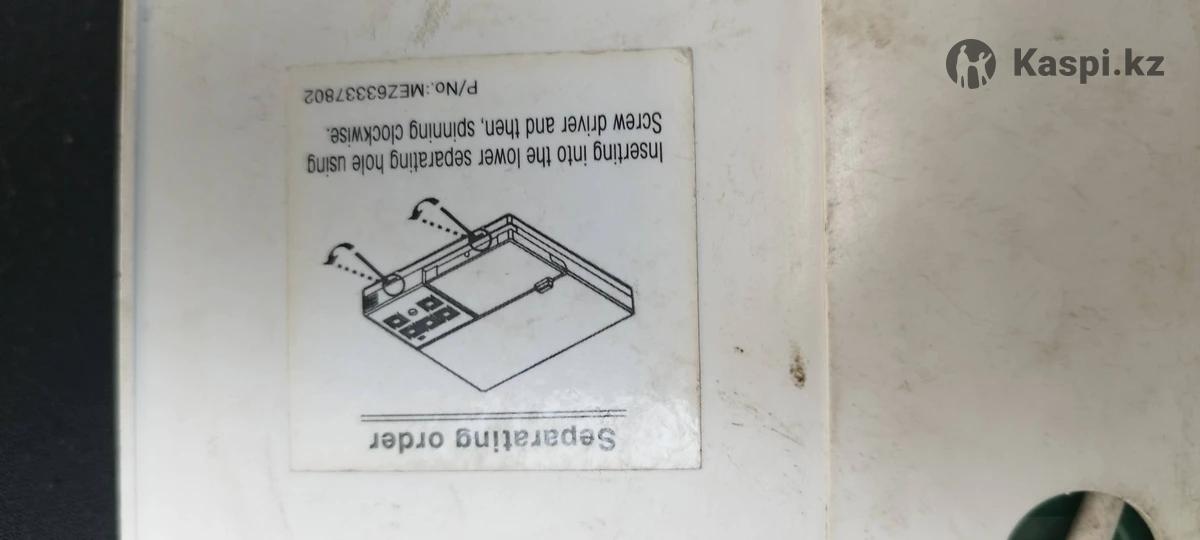 Kaspi.kz
Separating order
Inserting into the lower separating hole using
Screw driver and then, spinning clockwise.
P/No.:MEZ63337802